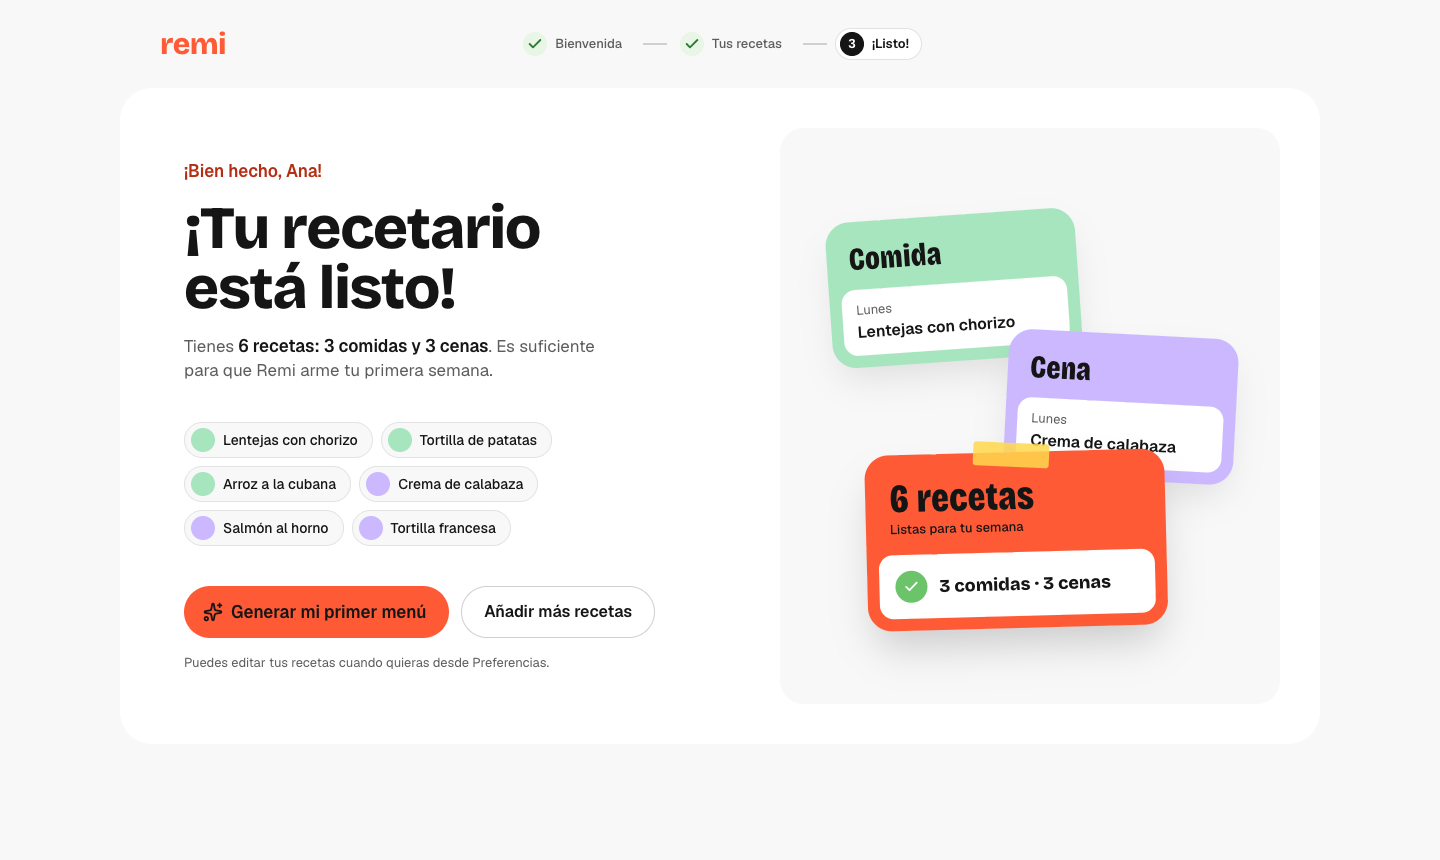 remi
Bienvenida
Tus recetas
3 ¡Listo!
¡Bien hecho, Ana!
¡Tu recetario
está listo!
Tienes 6 recetas: 3 comidas y 3 cenas. Es suficiente
para que Remi arme tu primera semana.
Lentejas con chorizo
Tortilla de patatas
Arroz a la cubana
Crema de calabaza
Salmón al horno
Tortilla francesa
Generar mi primer menú
Añadir más recetas
Puedes editar tus recetas cuando quieras desde Preferencias.
Comida
Lunes
Lentejas con chorizo
Cena
Lunes
Crema de calabaza
6 recetas
Listas para tu semana
3 comidas · 3 cenas